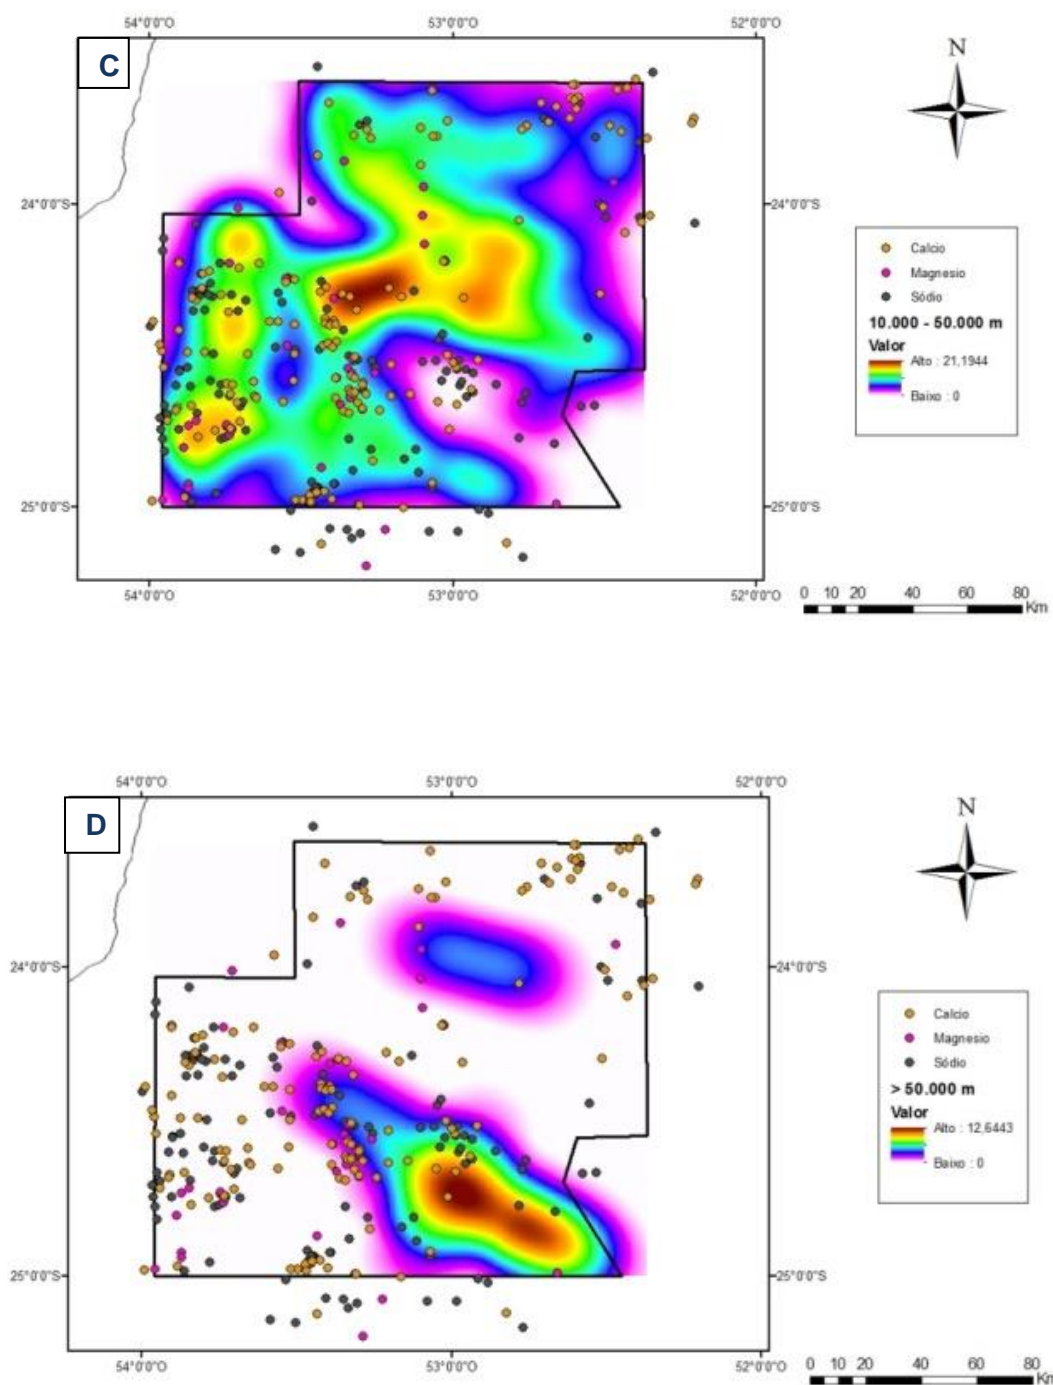 54°0'0"O 53°0'0"O 52°0'0"O
C
N
24°0'0"S 24°0'0"S
Calcio
Magnesio
Sódio
10.000 - 50.000 m
Valor
Alto : 21,1944
Baixo : 0
25°0'0"S 25°0'0"S
54°0'0"O 53°0'0"O 52°0'0"O
0 10 20 40 60 80
Km
54°0'0"O 53°0'0"O 52°0'0"O
D
N
24°0'0"S 24°0'0"S
Calcio
Magnesio
Sódio
> 50.000 m
Valor
Alto : 12,6443
Baixo : 0
25°0'0"S 25°0'0"S
54°0'0"O 53°0'0"O 52°0'0"O
0 10 20 40 60 80
Km